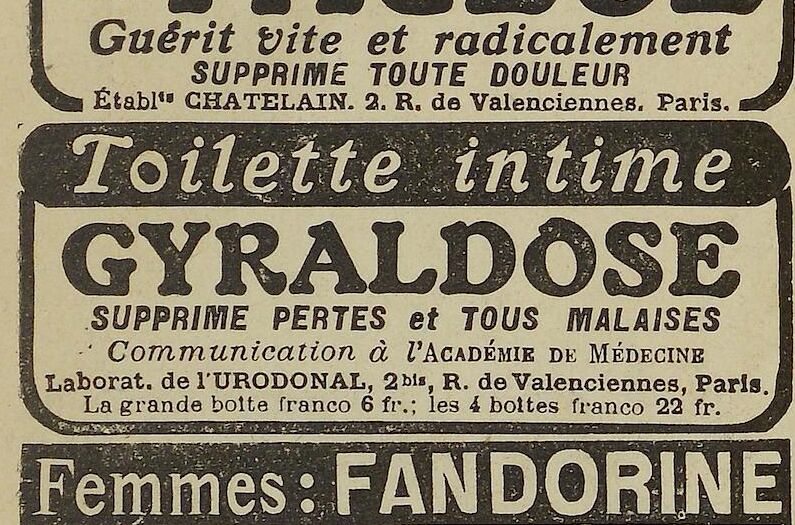 Guérit vite et radicalement
SUPPRIME TOUTE DOULEUR
Établts CHATELAIN. 2. R. de Valenciennes. Paris.
Toilette intime
GYRALDOSE
SUPPRIME PERTES et TOUS MALAISES
Communication à l'ACADÉMIE DE MÉDECINE
Laborat. de l'URODONAL, 2bis, R. de Valenciennes, Paris.
La grande boîte franco 6 fr.; les 4 boîtes franco 22 fr.
Femmes: FANDORINE